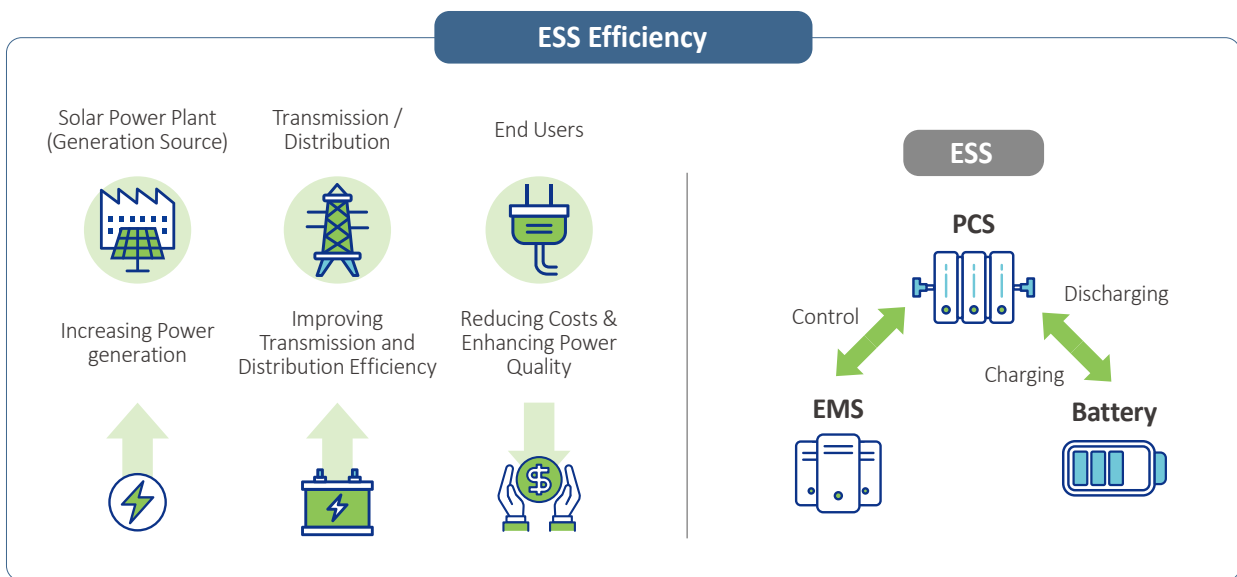 ESS Efficiency
Solar Power Plant
(Generation Source)
Transmission /
Distribution
End Users
Increasing Power
generation
Improving
Transmission and
Distribution Efficiency
Reducing Costs &
Enhancing Power
Quality
$
ESS
PCS
Control
Discharging
Charging
EMS
Battery